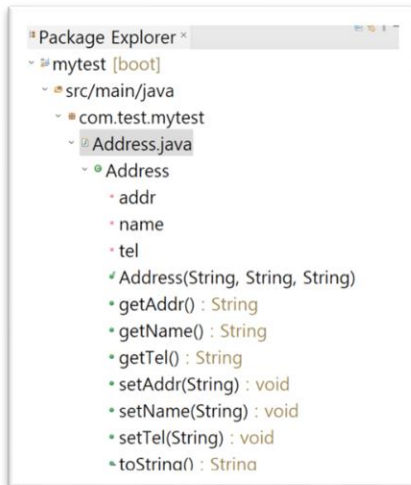 Package Explorer ×
mytest [boot]
src/main/java
com.test.mytest
Address.java
Address
addr
name
tel
Address(String, String, String)
getAddr() : String
getName() : String
getTel() : String
setAddr(String) : void
setName(String) : void
setTel(String) : void
toString() : String